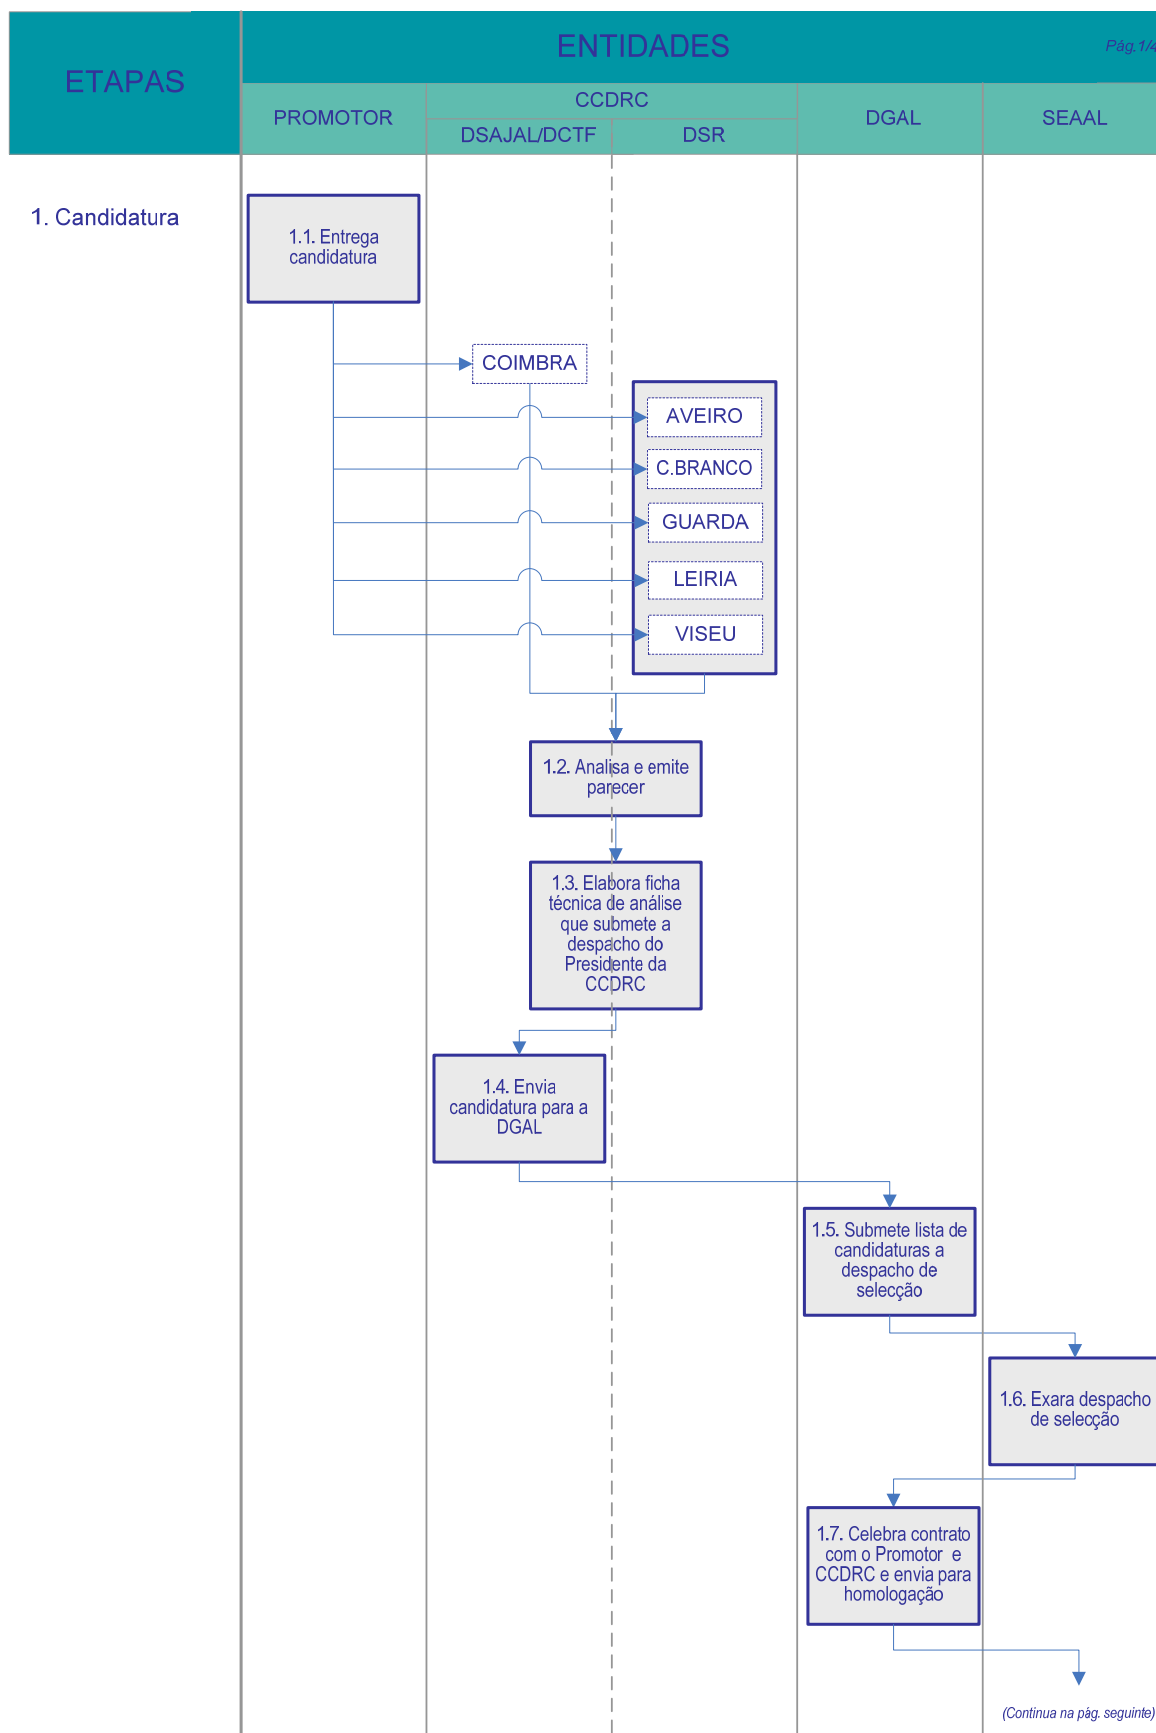 ETAPAS
ENTIDADES
Pág.1/4
PROMOTOR
CCDRC
DSAJAL/DCTF
DSR
DGAL
SEAAL
1. Candidatura
1.1. Entrega
candidatura
COIMBRA
AVEIRO
C.BRANCO
GUARDA
LEIRIA
VISEU
1.2. Analisa e emite
parecer
1.3. Elabora ficha
técnica de análise
que submete a
despacho do
Presidente da
CCDRC
1.4. Envia
candidatura para a
DGAL
1.5. Submete lista de
candidaturas a
despacho de
selecção
1.6. Exara despacho
de selecção
1.7. Celebra contrato
com o Promotor e
CCDRC e envia para
homologação
(Continua na pág. seguinte)